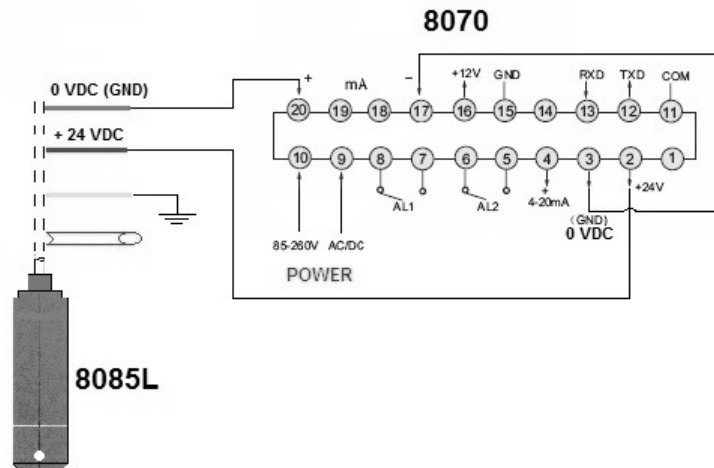 8070
0 VDC (GND)
+ mA − +12V GND RXD TXD COM
20 19 18 17 16 15 14 13 12 11
+ 24 VDC
10 9 8 7 6 5 4 3 2 1
AL1 AL2 + +24V
4-20mA
(GND)
0 VDC
85-260V AC/DC
POWER
8085L